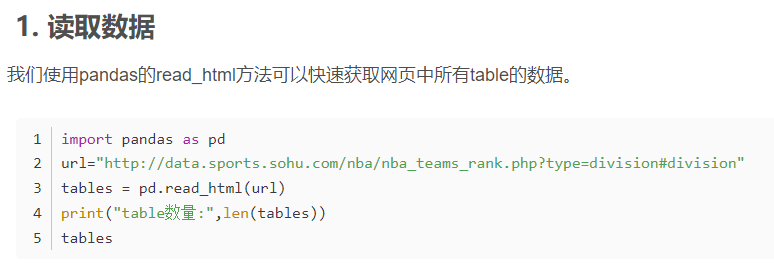 1. 读取数据
我们使用pandas的read_html方法可以快速获取网页中所有table的数据。
1 import pandas as pd
2 url="http://data.sports.sohu.com/nba/nba_teams_rank.php?type=division#division"
3 tables = pd.read_html(url)
4 print("table数量:",len(tables))
5 tables